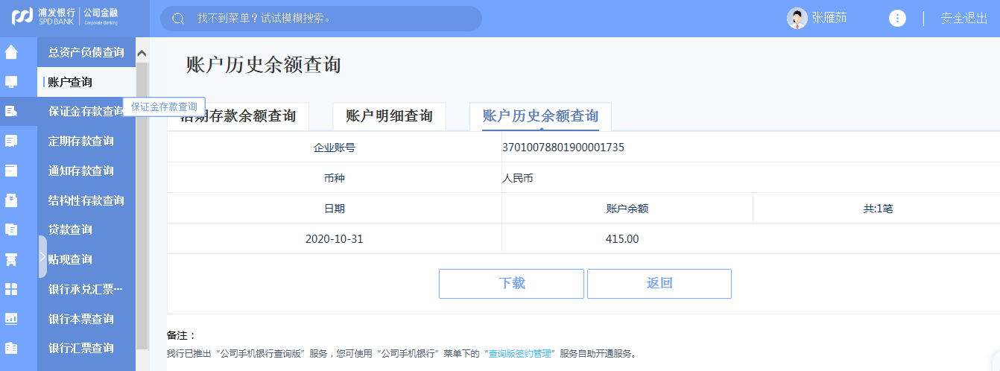 浦发银行 公司金融
SPD BANK Corporate Banking
找不到菜单？试试模糊搜索。
张雁茹
安全退出
总资产负债查询
账户查询
保证金存款查询
保证金存款查询
定期存款查询
通知存款查询
结构性存款查询
贷款查询
贴现查询
银行承兑汇票…
银行本票查询
银行汇票查询
账户历史余额查询
活期存款余额查询 账户明细查询 账户历史余额查询
企业账号 37010078801900001735
币种 人民币
日期 账户余额 共:1笔
2020-10-31 415.00
下载 返回
备注：
我行已推出“公司手机银行查询版”服务，您可使用“公司手机银行”菜单下的“查询版签约管理”服务自助开通服务。